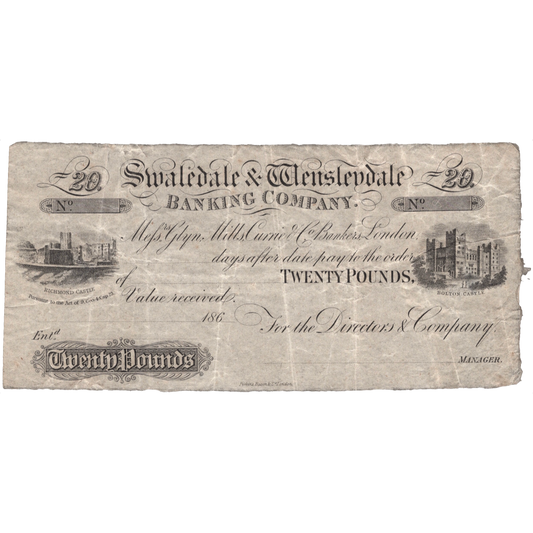 £20. Swaledale & Wensleydale £20.
Nº BANKING COMPANY. Nº
Messrs. Glyn, Mills, Currie & Co. Bankers, London
days after date pay to the order
of TWENTY POUNDS,
RICHMOND CASTLE
BOLTON CASTLE
Value received.
186 For the Directors & Company.
Entd
Twenty Pounds
MANAGER.